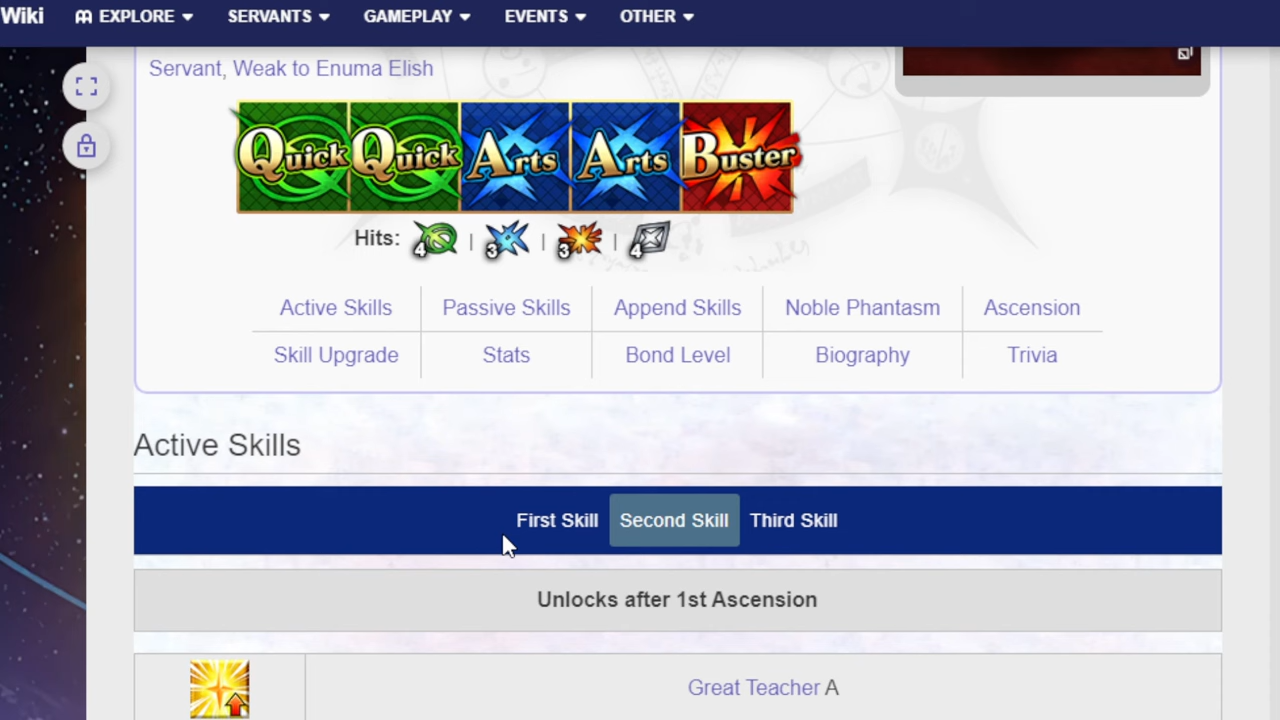 Wiki EXPLORE SERVANTS GAMEPLAY EVENTS OTHER
Servant, Weak to Enuma Elish
Quick Quick Arts Arts Buster
Hits: 4 | 3 | 3 | 4
Active Skills Passive Skills Append Skills Noble Phantasm Ascension
Skill Upgrade Stats Bond Level Biography Trivia
Active Skills
First Skill Second Skill Third Skill
Unlocks after 1st Ascension
Great Teacher A